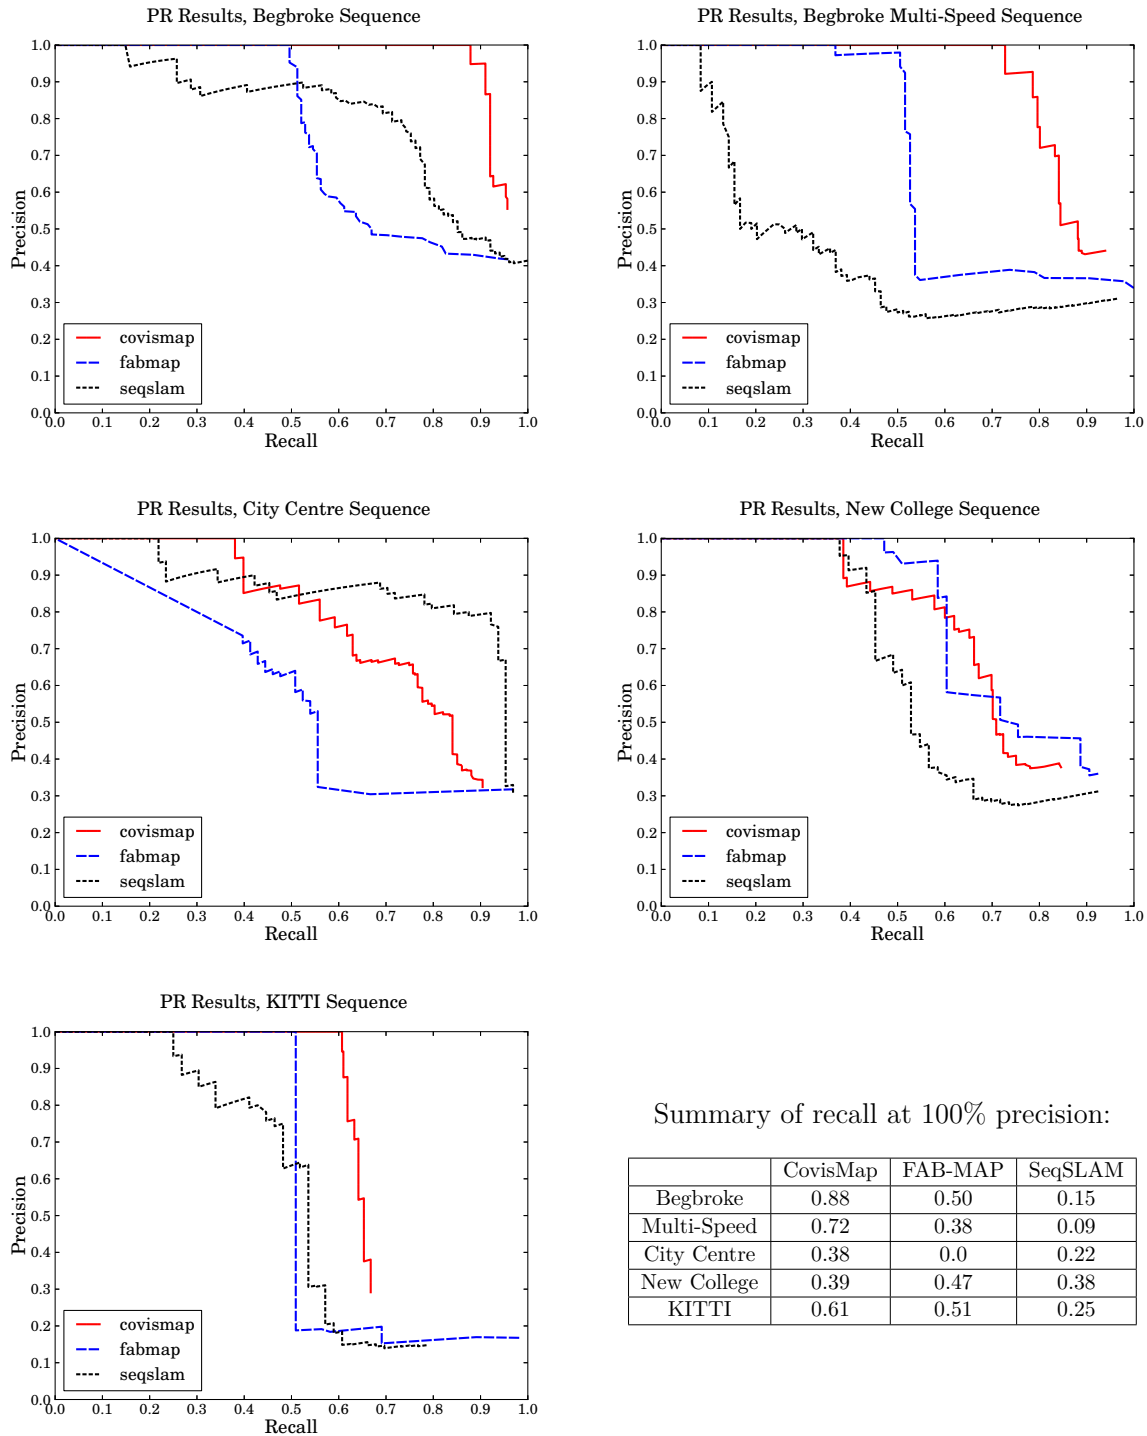 PR Results, Begbroke Sequence
1.0
0.9
0.8
0.7
0.6
0.5
0.4
0.3
0.2
0.1
0.0
Precision
covismap
fabmap
seqslam
0.0 0.1 0.2 0.3 0.4 0.5 0.6 0.7 0.8 0.9 1.0
Recall
PR Results, Begbroke Multi-Speed Sequence
1.0
0.9
0.8
0.7
0.6
0.5
0.4
0.3
0.2
0.1
0.0
Precision
covismap
fabmap
seqslam
0.0 0.1 0.2 0.3 0.4 0.5 0.6 0.7 0.8 0.9 1.0
Recall
PR Results, City Centre Sequence
1.0
0.9
0.8
0.7
0.6
0.5
0.4
0.3
0.2
0.1
0.0
Precision
covismap
fabmap
seqslam
0.0 0.1 0.2 0.3 0.4 0.5 0.6 0.7 0.8 0.9 1.0
Recall
PR Results, New College Sequence
1.0
0.9
0.8
0.7
0.6
0.5
0.4
0.3
0.2
0.1
0.0
Precision
covismap
fabmap
seqslam
0.0 0.1 0.2 0.3 0.4 0.5 0.6 0.7 0.8 0.9 1.0
Recall
PR Results, KITTI Sequence
1.0
0.9
0.8
0.7
0.6
0.5
0.4
0.3
0.2
0.1
0.0
Precision
covismap
fabmap
seqslam
0.0 0.1 0.2 0.3 0.4 0.5 0.6 0.7 0.8 0.9 1.0
Recall
Summary of recall at 100% precision:
CovisMap FAB-MAP SeqSLAM
Begbroke 0.88 0.50 0.15
Multi-Speed 0.72 0.38 0.09
City Centre 0.38 0.0 0.22
New College 0.39 0.47 0.38
KITTI 0.61 0.51 0.25